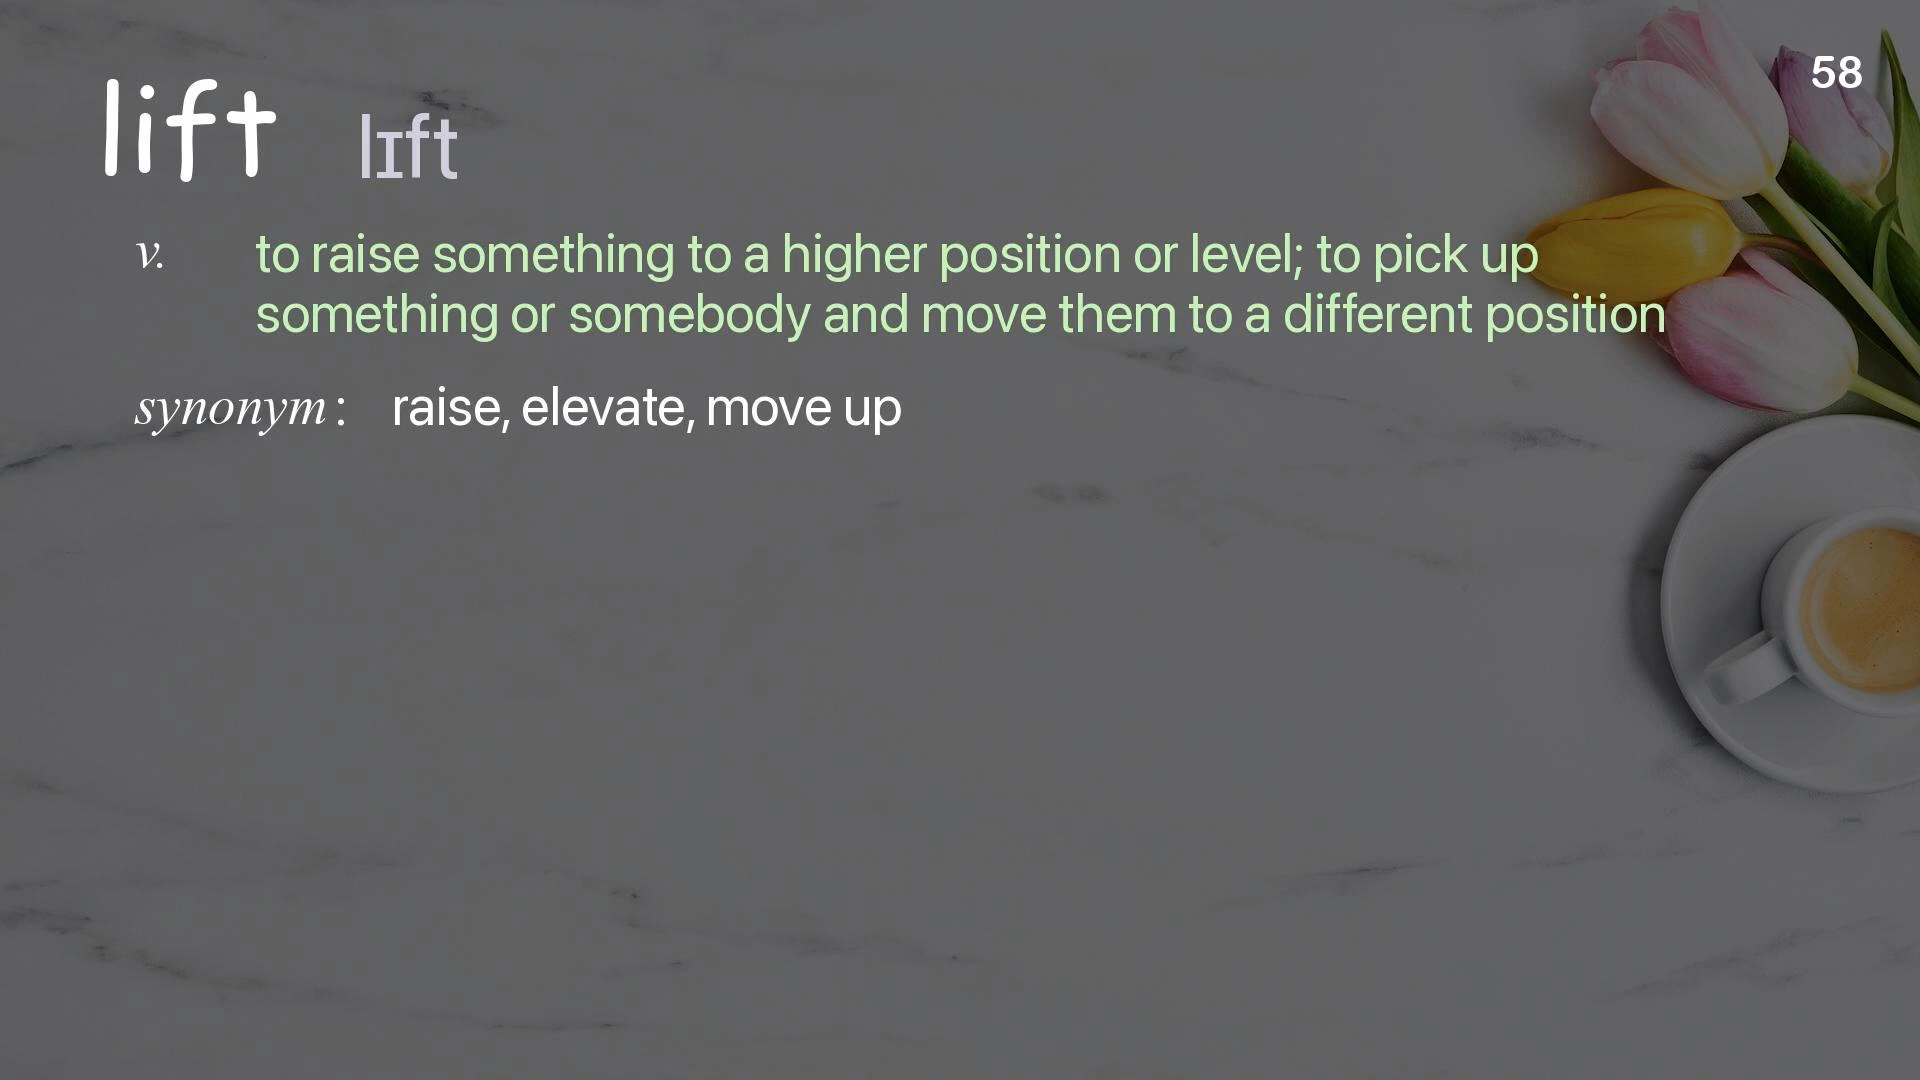 58
lift lɪft
v. to raise something to a higher position or level; to pick up
something or somebody and move them to a different position
synonym: raise, elevate, move up